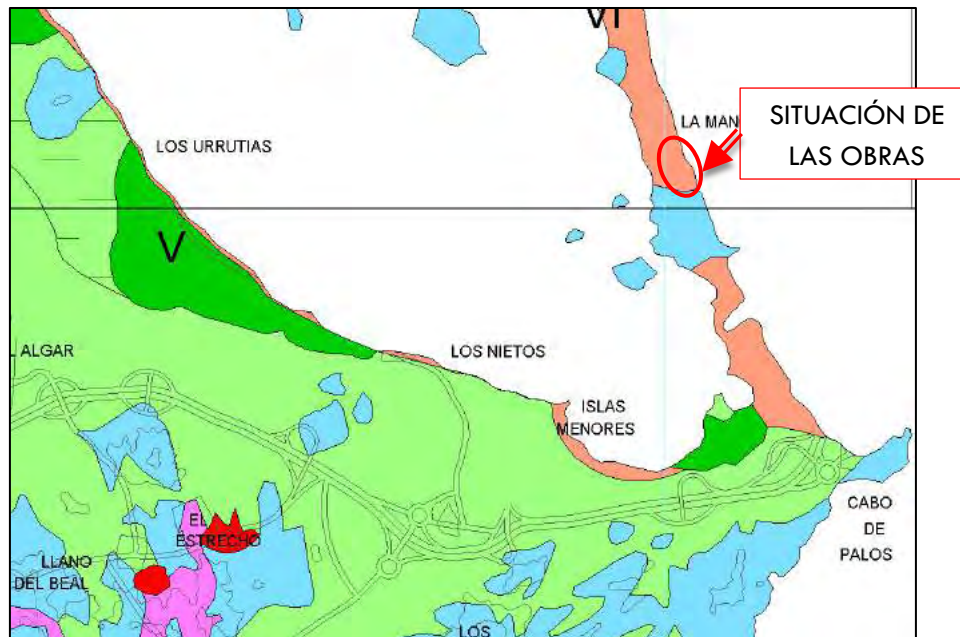 VI
LA MAN
SITUACIÓN DE
LAS OBRAS
LOS URRUTIAS
V
ALGAR
LOS NIETOS
ISLAS
MENORES
CABO
DE
PALOS
EL
ESTRECHO
LLANO
DEL BEAL
LOS